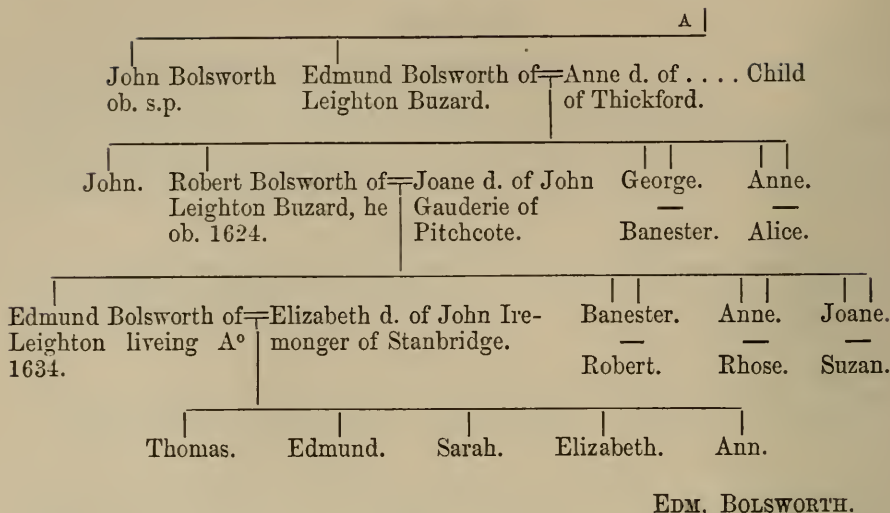 A
John Bolsworth Edmund Bolsworth of Anne d. of .... Child
ob. s.p. Leighton Buzard. of Thickford.
John. Robert Bolsworth of Joane d. of John George. Anne.
Leighton Buzard, he Gauderie of — —
ob. 1624. Pitchcote. Banester. Alice.
Edmund Bolsworth of Elizabeth d. of John Ire- Banester. Anne. Joane.
Leighton liveing Aº monger of Stanbridge. — — —
1634. Robert. Rhose. Suzan.
Thomas. Edmund. Sarah. Elizabeth. Ann.
EDM. BOLSWORTH.